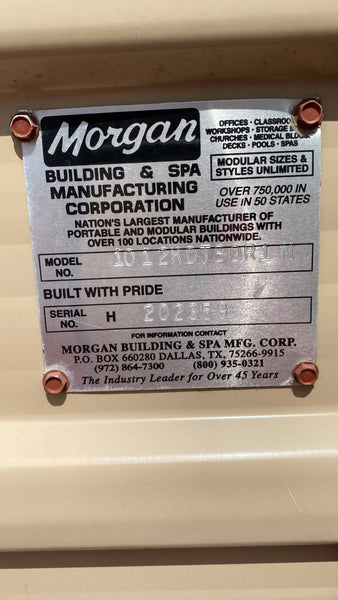 Morgan
OFFICES - CLASSROOMS
WORKSHOPS - STORAGE
CHURCHES - MEDICAL BLDGS
DECKS - POOLS - SPAS
BUILDING & SPA
MANUFACTURING
CORPORATION
MODULAR SIZES &
STYLES UNLIMITED
OVER 750,000 IN
USE IN 50 STATES
NATION'S LARGEST MANUFACTURER OF
PORTABLE AND MODULAR BUILDINGS WITH
OVER 100 LOCATIONS NATIONWIDE.
MODEL
NO.
BUILT WITH PRIDE
SERIAL
NO. H
FOR INFORMATION CONTACT
MORGAN BUILDING & SPA MFG. CORP.
P.O. BOX 660280 DALLAS, TX, 75266-9915
(972) 864-7300 (800) 935-0321
The Industry Leader for Over 45 Years